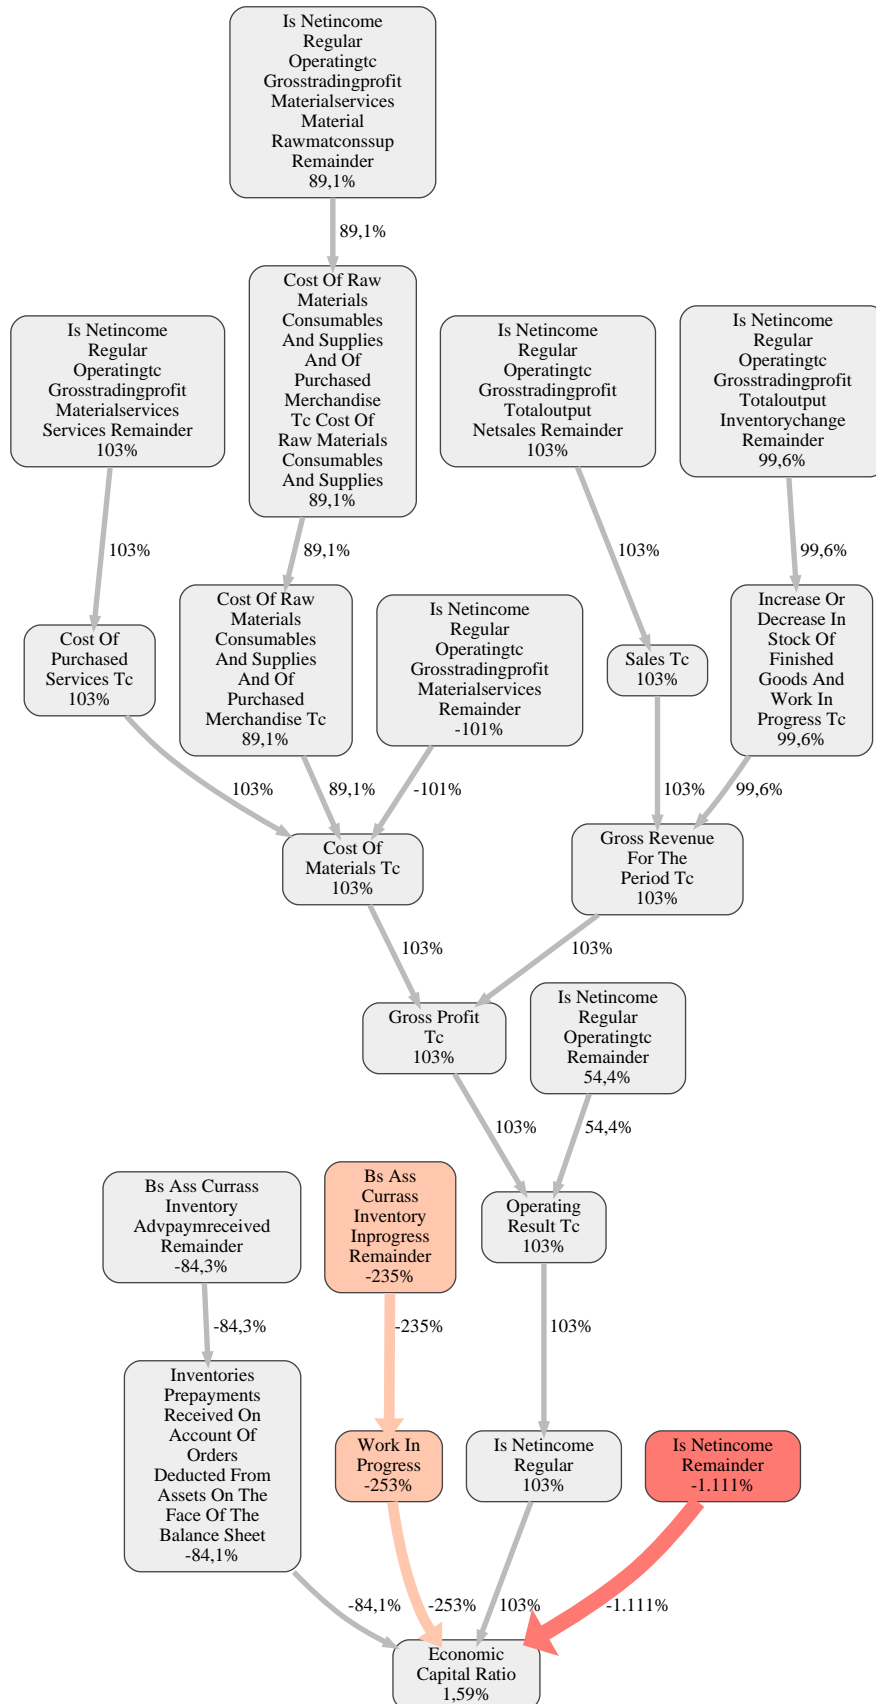 Is Netincome
Regular
Operatingtc
Grosstradingprofit
Materialservices
Material
Rawmatconssup
Remainder
89,1%
89,1%
Cost Of Raw
Materials
Consumables
And Supplies
And Of
Purchased
Merchandise
Tc Cost Of
Raw Materials
Consumables
And Supplies
89,1%
Is Netincome
Regular
Operatingtc
Grosstradingprofit
Materialservices
Services Remainder
103%
Is Netincome
Regular
Operatingtc
Grosstradingprofit
Totaloutput
Netsales Remainder
103%
Is Netincome
Regular
Operatingtc
Grosstradingprofit
Totaloutput
Inventorychange
Remainder
99,6%
103%
89,1%
103%
99,6%
Cost Of
Purchased
Services Tc
103%
Cost Of Raw
Materials
Consumables
And Supplies
And Of
Purchased
Merchandise Tc
89,1%
Is Netincome
Regular
Operatingtc
Grosstradingprofit
Materialservices
Remainder
-101%
Sales Tc
103%
Increase Or
Decrease In
Stock Of
Finished
Goods And
Work In
Progress Tc
99,6%
103%
89,1%
-101%
103%
99,6%
Cost Of
Materials Tc
103%
Gross Revenue
For The
Period Tc
103%
103%
103%
Gross Profit
Tc
103%
Is Netincome
Regular
Operatingtc
Remainder
54,4%
103%
54,4%
Bs Ass Currass
Inventory
Advpaymreceived
Remainder
-84,3%
Bs Ass
Currass
Inventory
Inprogress
Remainder
-235%
Operating
Result Tc
103%
-84,3%
-235%
103%
Inventories
Prepayments
Received On
Account Of
Orders
Deducted From
Assets On The
Face Of The
Balance Sheet
-84,1%
Work In
Progress
-253%
Is Netincome
Regular
103%
Is Netincome
Remainder
-1.111%
-84,1%
-253%
103%
-1.111%
Economic
Capital Ratio
1,59%